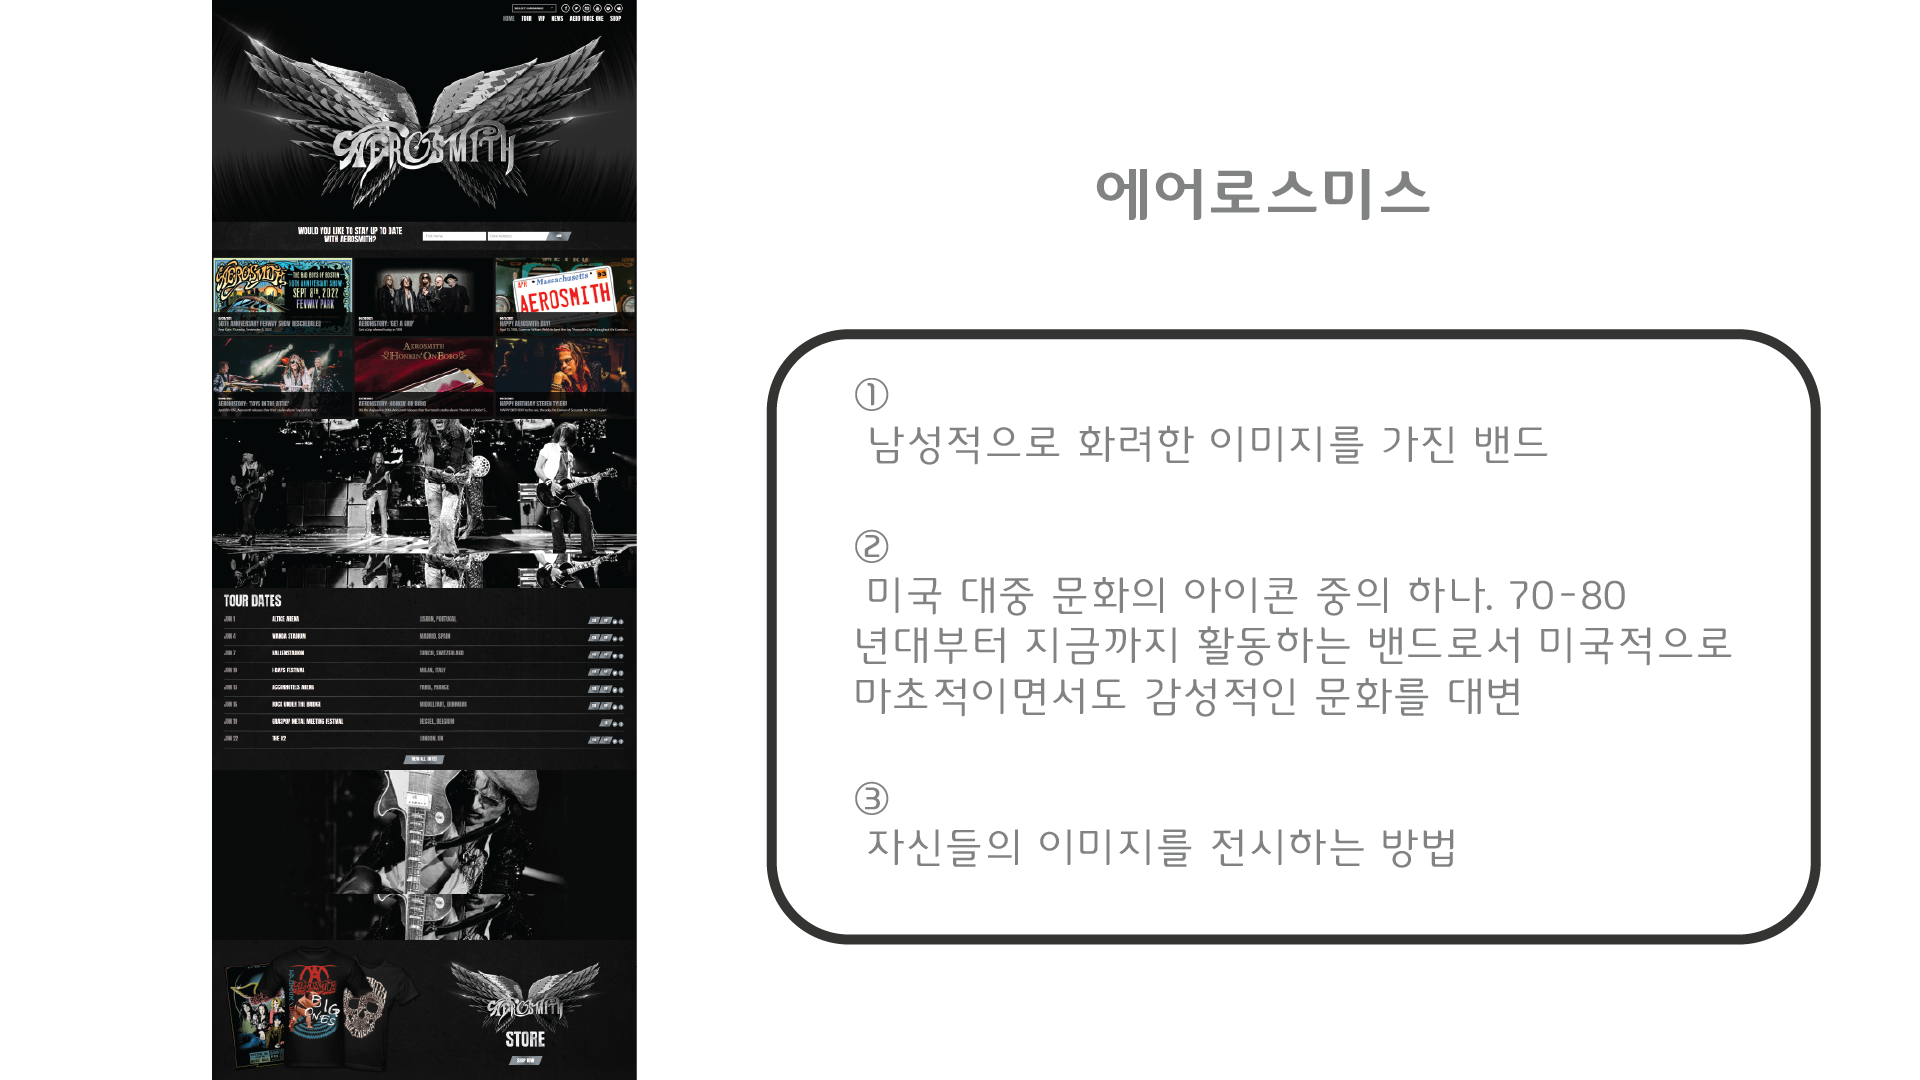 HOME TOUR VIP NEWS AERO FORCE ONE SHOP
AEROSMITH
WOULD YOU LIKE TO STAY UP TO DATE
WITH AEROSMITH?
AEROSMITH
THE BAD BOYS OF BOSTON
50TH ANNIVERSARY SHOW
SEPT 8TH, 2022
FENWAY PARK
50TH ANNIVERSARY FENWAY SHOW RESCHEDULED
AEROHISTORY: 'GET A GRIP'
Massachusetts
93
AEROSMITH
HAPPY AEROSMITH DAY!
AEROHISTORY: 'TOYS IN THE ATTIC'
AEROSMITH
HONKIN' ON BOBO
AEROHISTORY: HONKIN' ON BOBO
HAPPY BIRTHDAY STEVEN TYLER!
TOUR DATES
JUN 1 ALTICE ARENA LISBON, PORTUGAL
JUN 4 WANDA STADIUM MADRID, SPAIN
JUN 7 HALLENSTADION ZURICH, SWITZERLAND
JUN 10 I-DAYS FESTIVAL MILAN, ITALY
JUN 13 ACCORHOTELS ARENA PARIS, FRANCE
JUN 16 ROCK UNDER THE BRIDGE MIDDELFART, DENMARK
JUN 19 GRASPOP METAL MEETING FESTIVAL DESSEL, BELGIUM
JUN 22 THE O2 LONDON, UK
VIEW ALL DATES
BIG
ONES
AEROSMITH
STORE
SHOP NOW
에어로스미스
①
남성적으로 화려한 이미지를 가진 밴드
②
미국 대중 문화의 아이콘 중의 하나. 70-80
년대부터 지금까지 활동하는 밴드로서 미국적으로
마초적이면서도 감성적인 문화를 대변
③
자신들의 이미지를 전시하는 방법